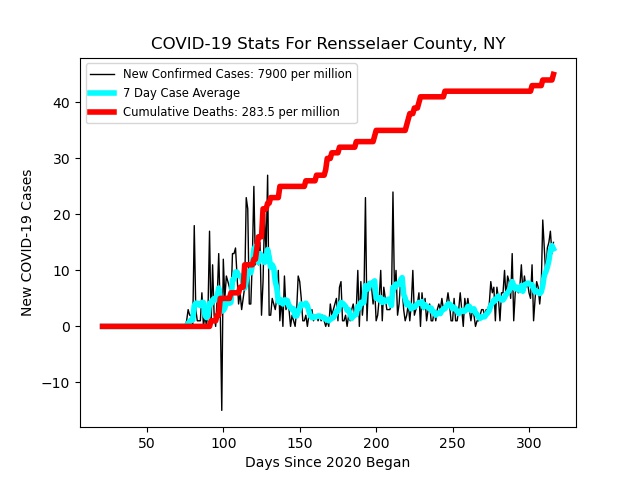 COVID-19 Stats For Rensselaer County, NY
New Confirmed Cases: 7900 per million
7 Day Case Average
Cumulative Deaths: 283.5 per million
New COVID-19 Cases
40
30
20
10
0
−10
50 100 150 200 250 300
Days Since 2020 Began